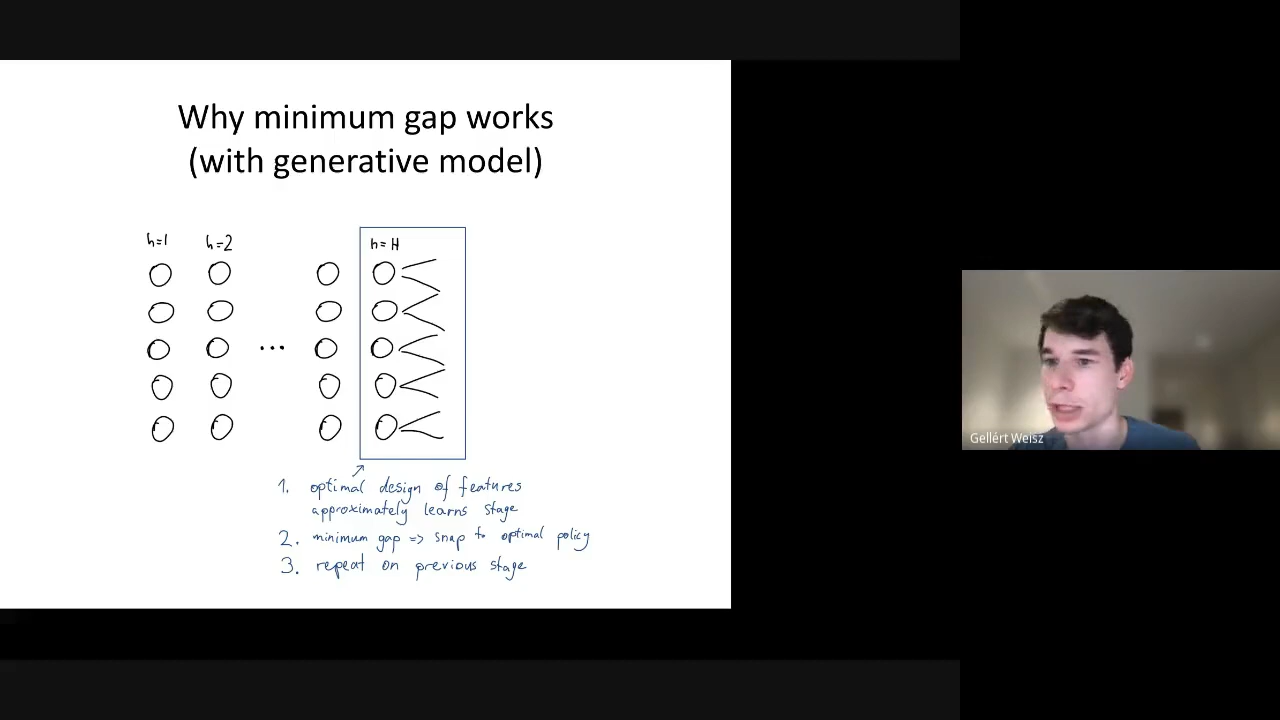 Why minimum gap works
(with generative model)
h=1 h=2 ... h=H
1. optimal design of features
approximately learns stage
2. minimum gap => snap to optimal policy
3. repeat on previous stage
Gellért Weisz